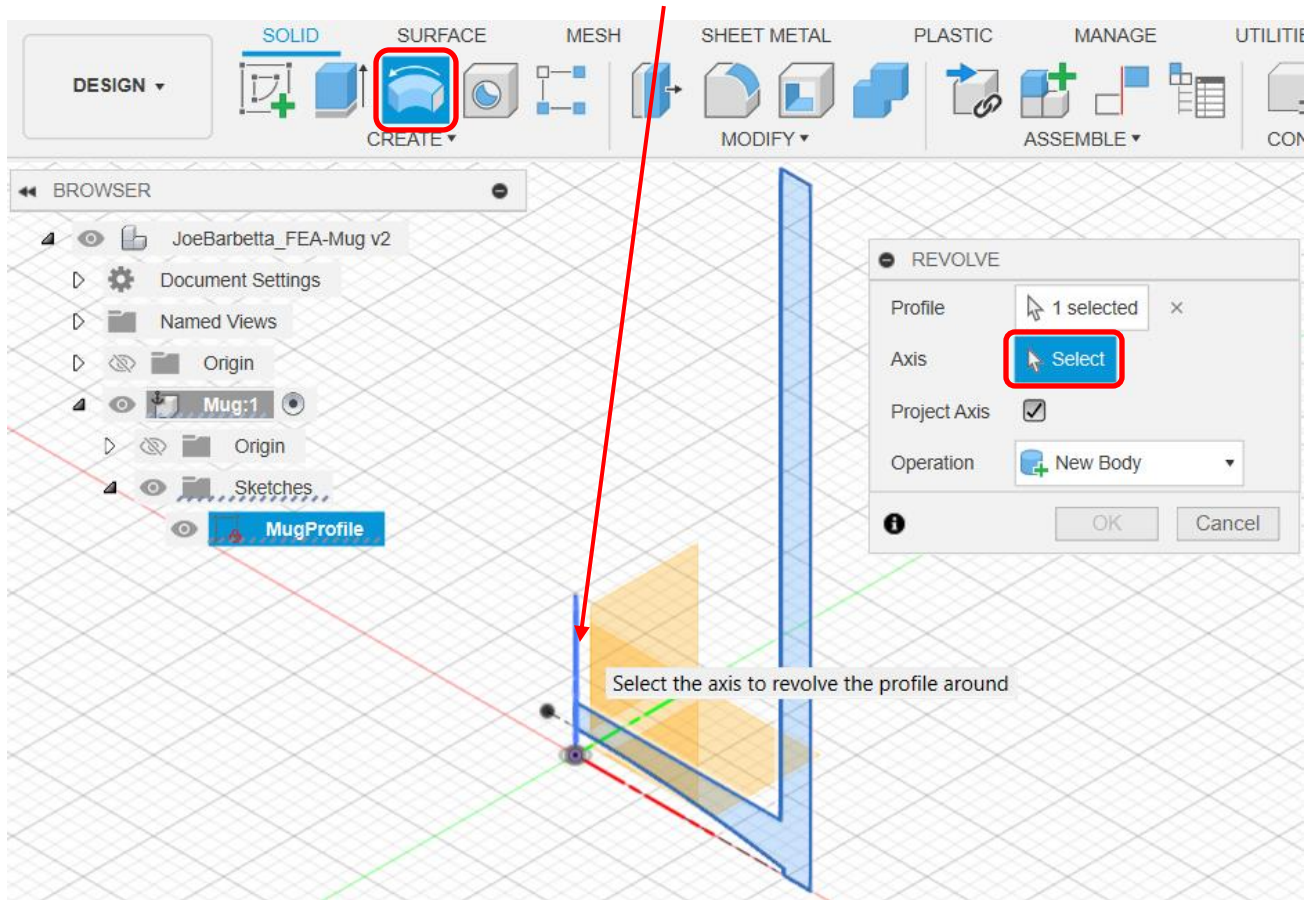 SOLID SURFACE MESH SHEET METAL PLASTIC MANAGE UTILITIE
DESIGN
CREATE MODIFY ASSEMBLE CON
BROWSER
JoeBarbetta_FEA-Mug v2
Document Settings
Named Views
Origin
Mug:1
Origin
Sketches
MugProfile
REVOLVE
Profile 1 selected
Axis Select
Project Axis
Operation New Body
OK Cancel
Select the axis to revolve the profile around